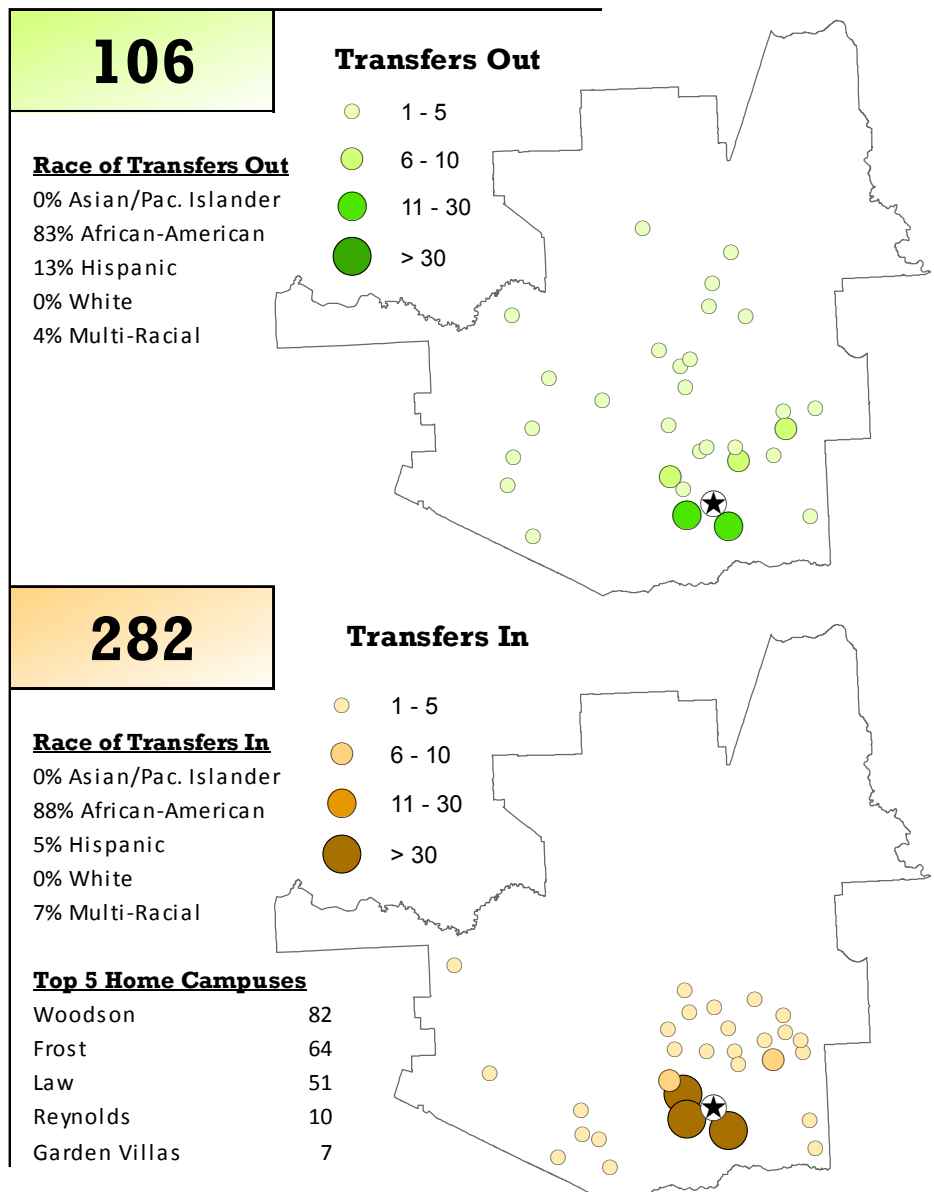 106
Transfers Out
1 - 5
6 - 10
11 - 30
> 30
Race of Transfers Out
0% Asian/Pac. Islander
83% African-American
13% Hispanic
0% White
4% Multi-Racial
282
Transfers In
1 - 5
6 - 10
11 - 30
> 30
Race of Transfers In
0% Asian/Pac. Islander
88% African-American
5% Hispanic
0% White
7% Multi-Racial
Top 5 Home Campuses
Woodson 82
Frost 64
Law 51
Reynolds 10
Garden Villas 7